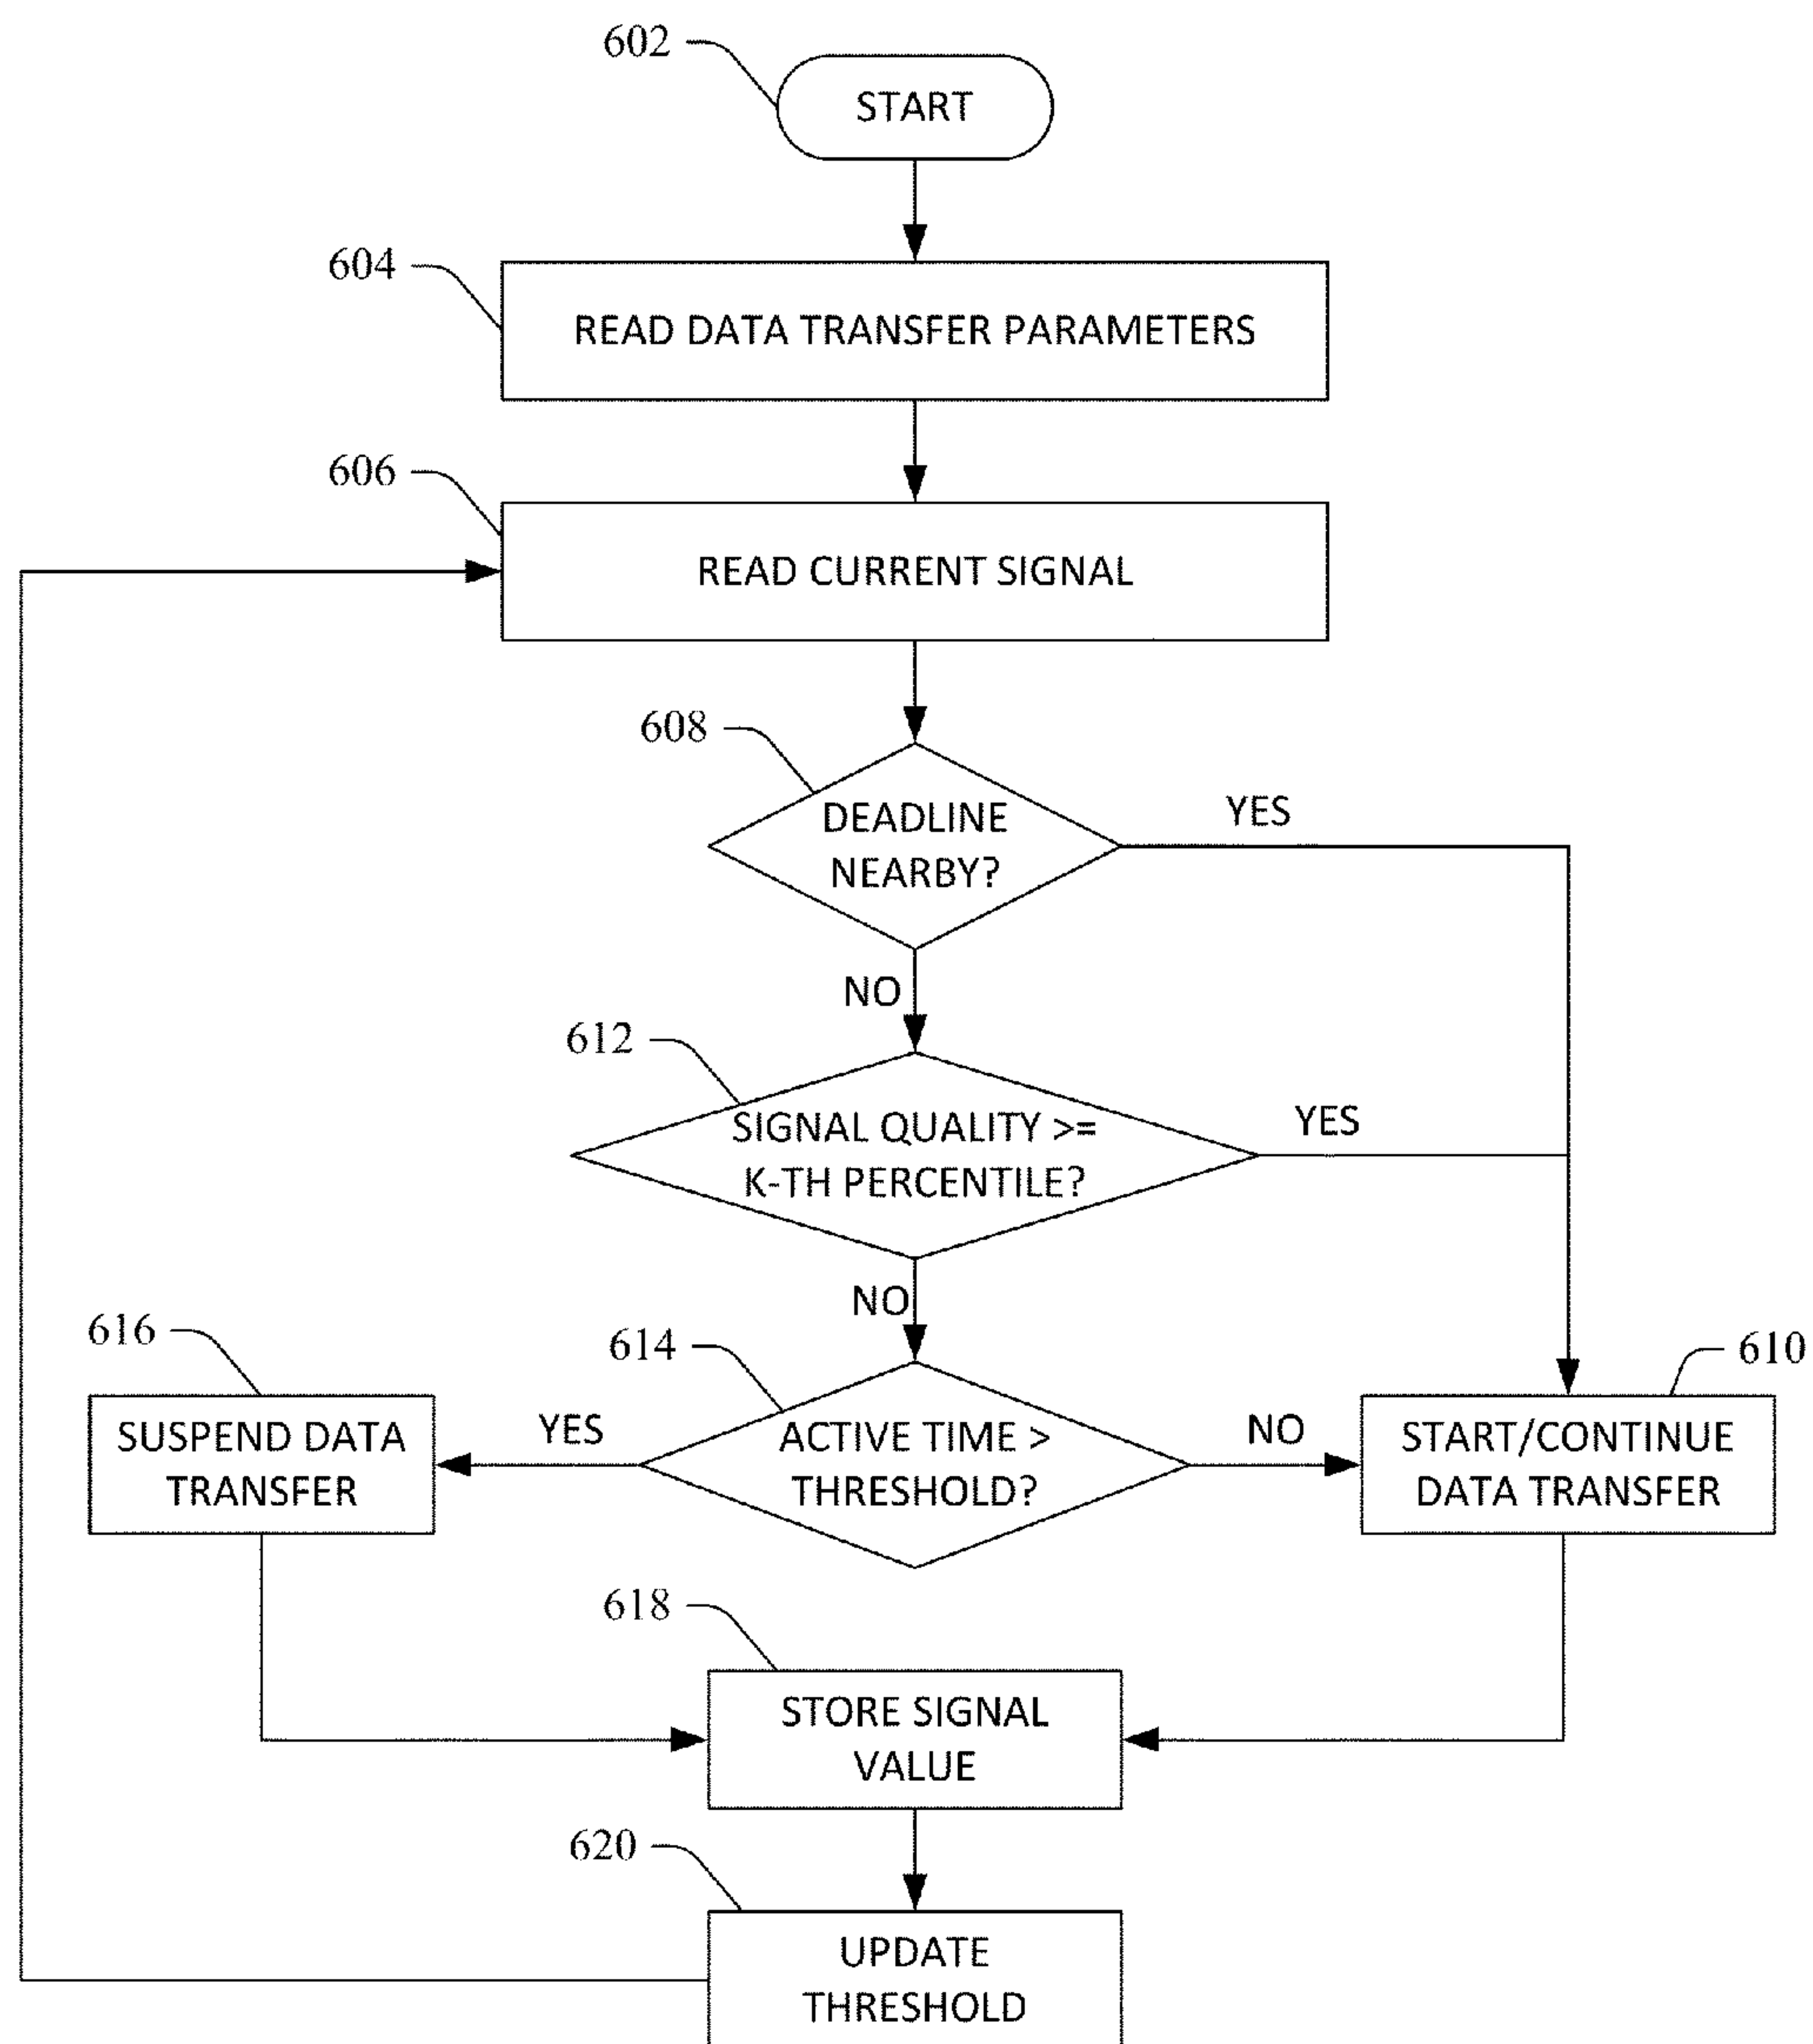 602
START
604
READ DATA TRANSFER PARAMETERS
606
READ CURRENT SIGNAL
608
DEADLINE
NEARBY?
YES
NO
612
SIGNAL QUALITY >=
K-TH PERCENTILE?
YES
NO
616
614
610
SUSPEND DATA
TRANSFER
YES
ACTIVE TIME >
THRESHOLD?
NO
START/CONTINUE
DATA TRANSFER
618
STORE SIGNAL
VALUE
620
UPDATE
THRESHOLD